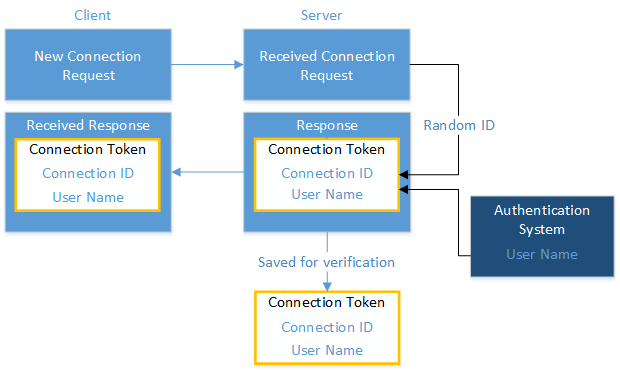 Client
Server
New Connection
Request
Received Connection
Request
Random ID
Received Response
Connection Token
Connection ID
User Name
Response
Connection Token
Connection ID
User Name
Authentication
System
User Name
Saved for verification
Connection Token
Connection ID
User Name